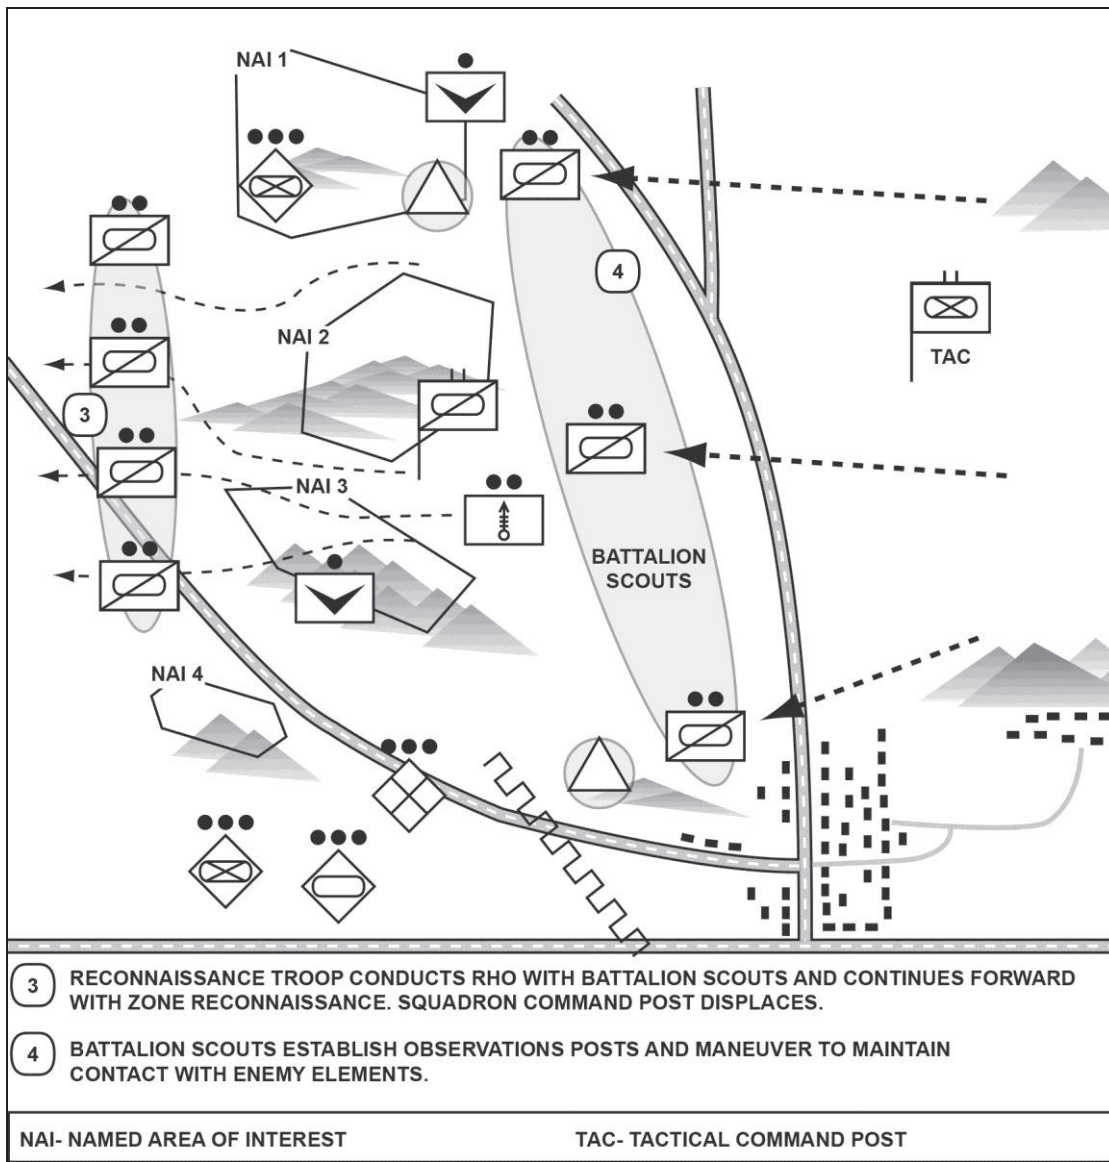 NAI 1
4
NAI 2
TAC
3
NAI 3
BATTALION
SCOUTS
NAI 4
3
RECONNAISSANCE TROOP CONDUCTS RHO WITH BATTALION SCOUTS AND CONTINUES FORWARD
WITH ZONE RECONNAISSANCE. SQUADRON COMMAND POST DISPLACES.
4
BATTALION SCOUTS ESTABLISH OBSERVATIONS POSTS AND MANEUVER TO MAINTAIN
CONTACT WITH ENEMY ELEMENTS.
NAI- NAMED AREA OF INTEREST
TAC- TACTICAL COMMAND POST